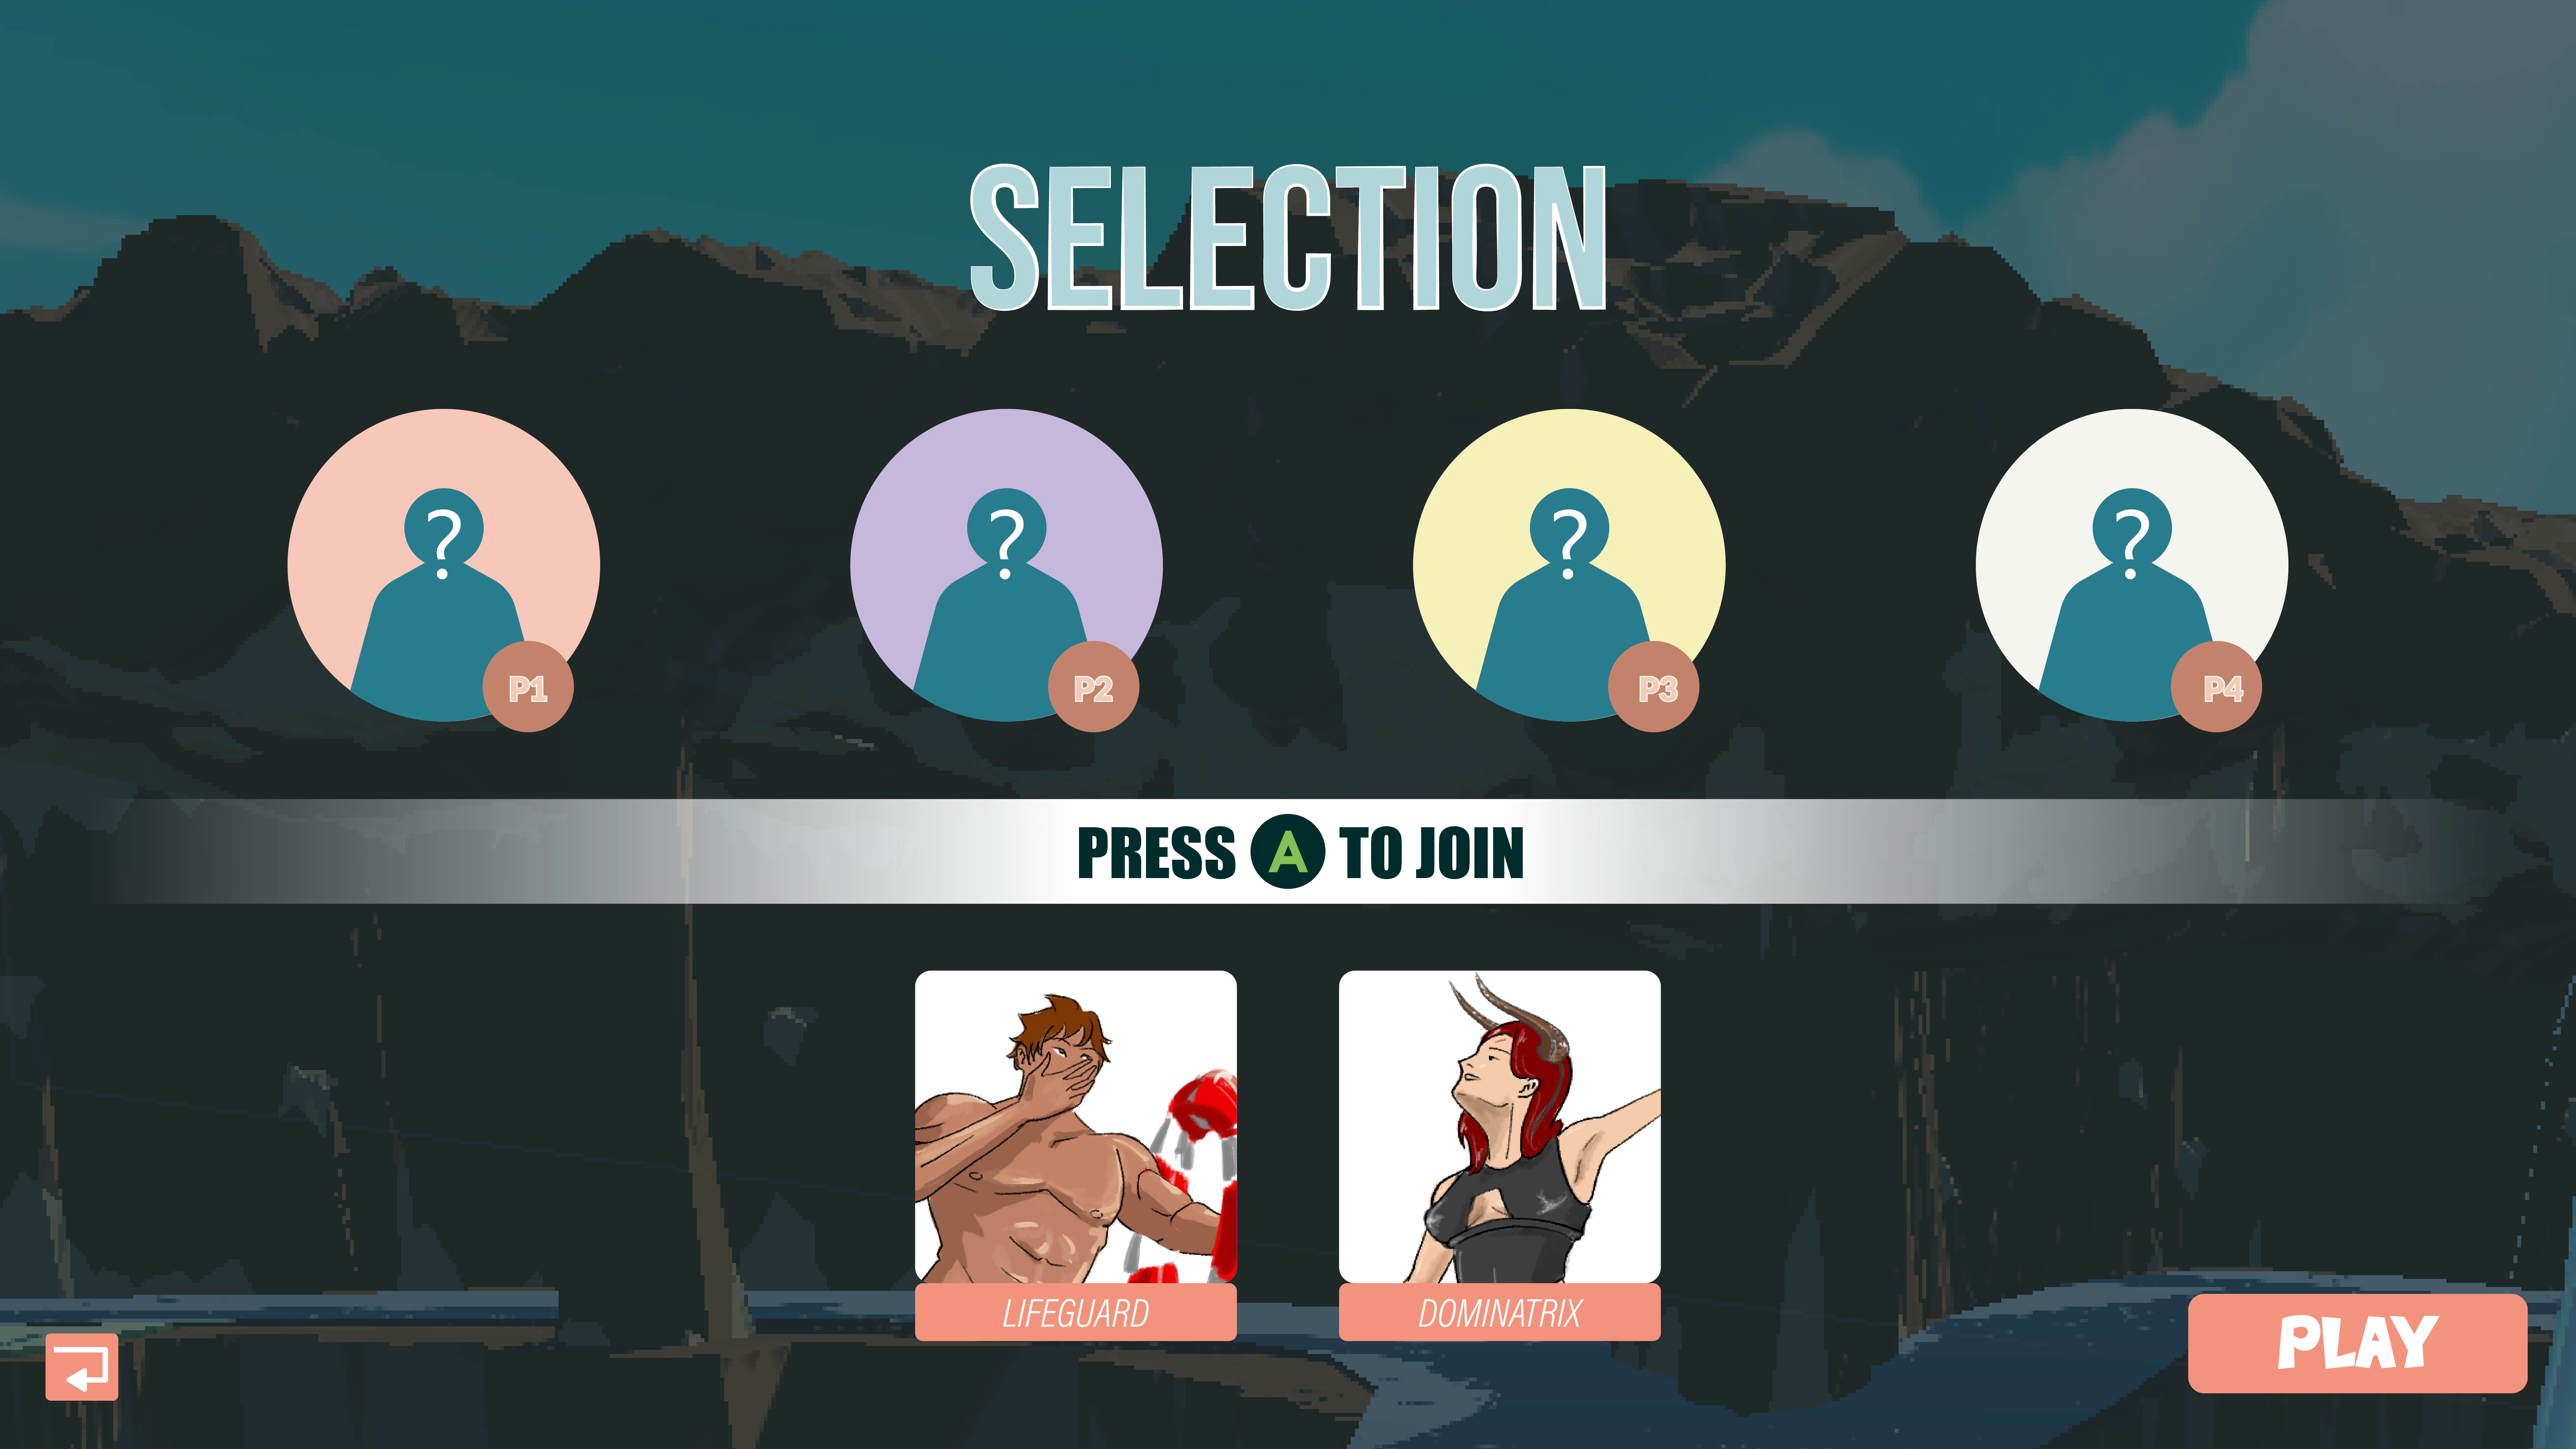 SELECTION
?
?
?
?
P1
P2
P3
P4
PRESS A TO JOIN
LIFEGUARD
DOMINATRIX
PLAY